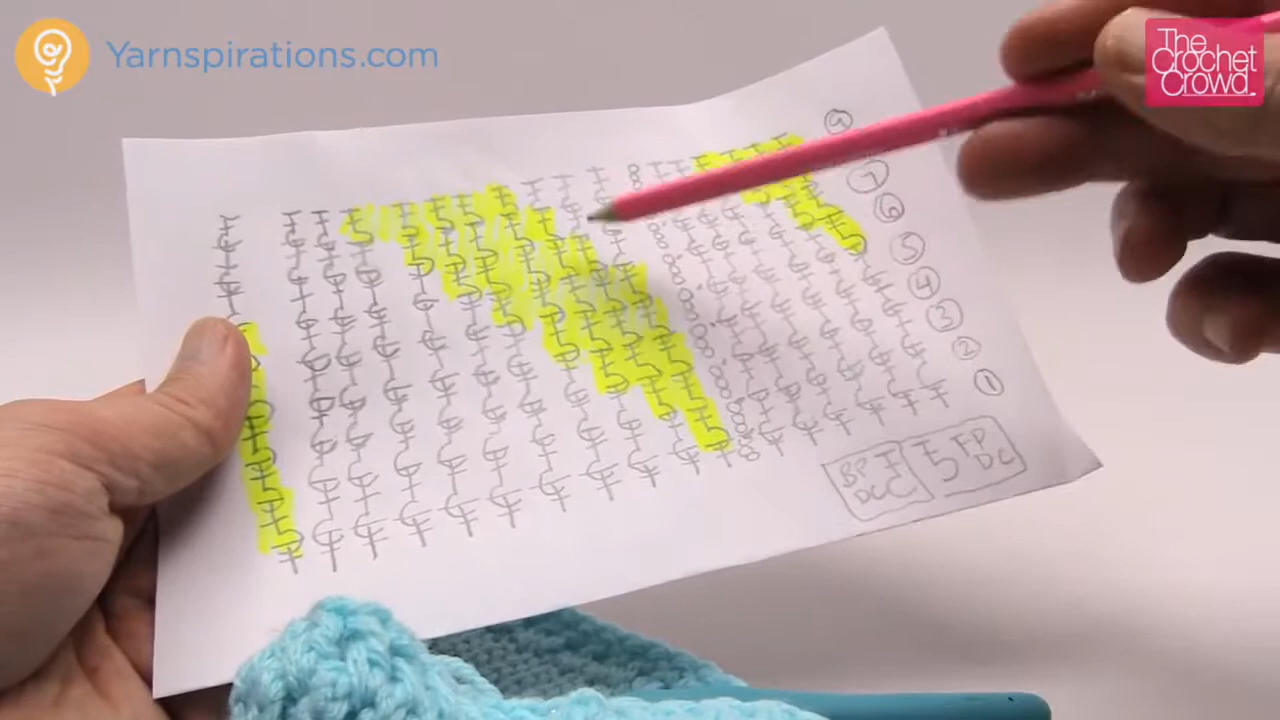 Yarnspirations.com
The
Crochet
Crowd
9
7
6
5
4
3
2
1
BP
DC
FP
DC